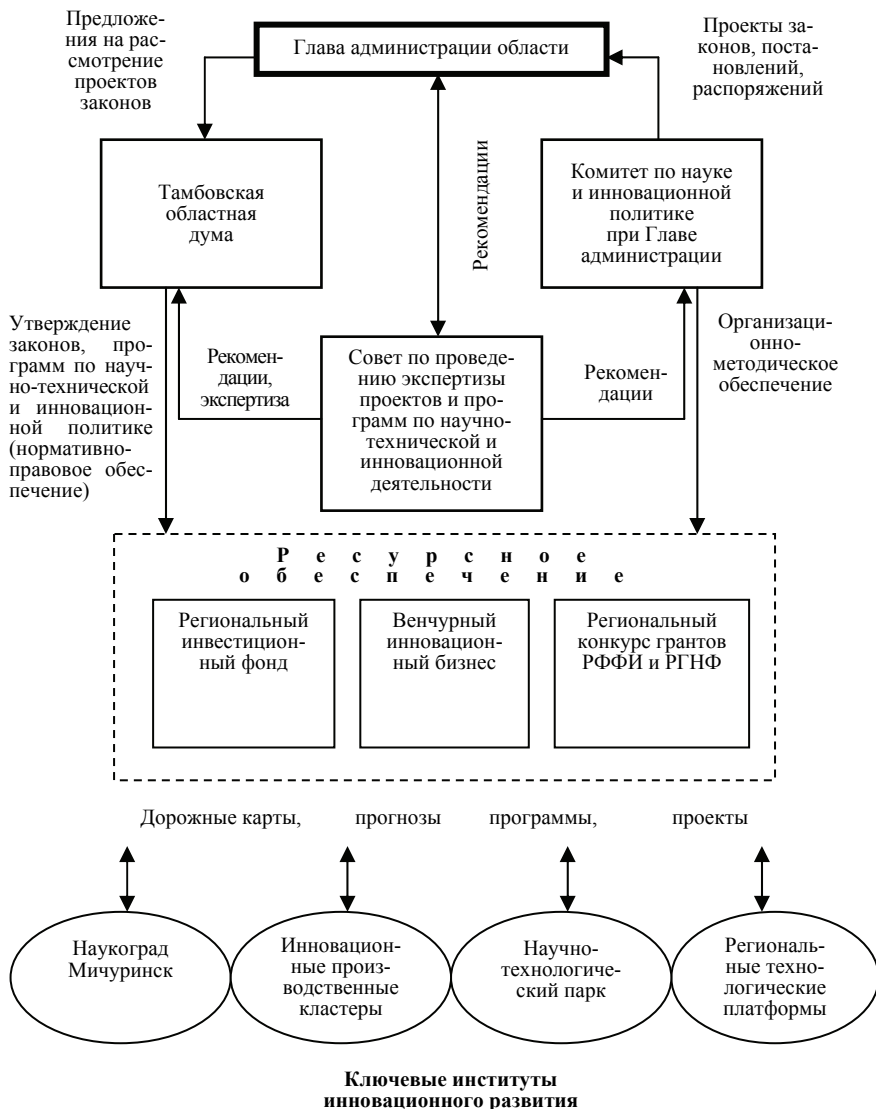 Предложе-
ния на рас-
смотрение
проектов
законов
Глава администрации области
Проекты за-
конов, поста-
новлений,
распоряжений
Тамбовская
областная
дума
Рекомендации
Комитет по науке
и инновационной
политике
при Главе
администрации
Утверждение
законов, про-
грамм по науч-
но-технической
и инновацион-
ной политике
(нормативно-
правовое обес-
печение)
Рекомен-
дации,
экспертиза
Совет по проведе-
нию экспертизы
проектов и про-
грамм по научно-
технической и
инновационной
деятельности
Рекомен-
дации
Организаци-
онно-
методическое
обеспечение
Ресурсное
обеспечение
Региональный
инвестицион-
ный фонд
Венчурный
инновацион-
ный бизнес
Региональный
конкурс грантов
РФФИ и РГНФ
Дорожные карты, прогнозы программы, проекты
Наукоград
Мичуринск
Инновацион-
ные произ-
водственные
кластеры
Научно-
технологиче-
ский парк
Региональ-
ные техно-
логические
платформы
Ключевые институты
инновационного развития